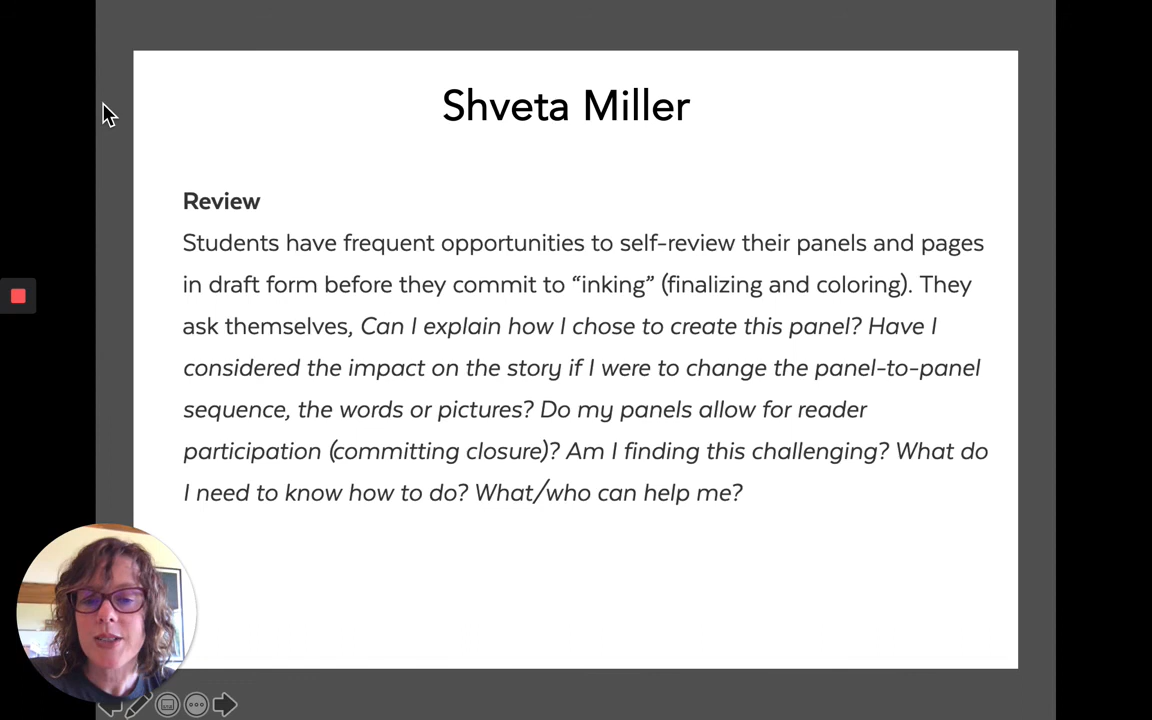 Shveta Miller
Review
Students have frequent opportunities to self-review their panels and pages
in draft form before they commit to “inking” (finalizing and coloring). They
ask themselves, Can I explain how I chose to create this panel? Have I
considered the impact on the story if I were to change the panel-to-panel
sequence, the words or pictures? Do my panels allow for reader
participation (committing closure)? Am I finding this challenging? What do
I need to know how to do? What/who can help me?